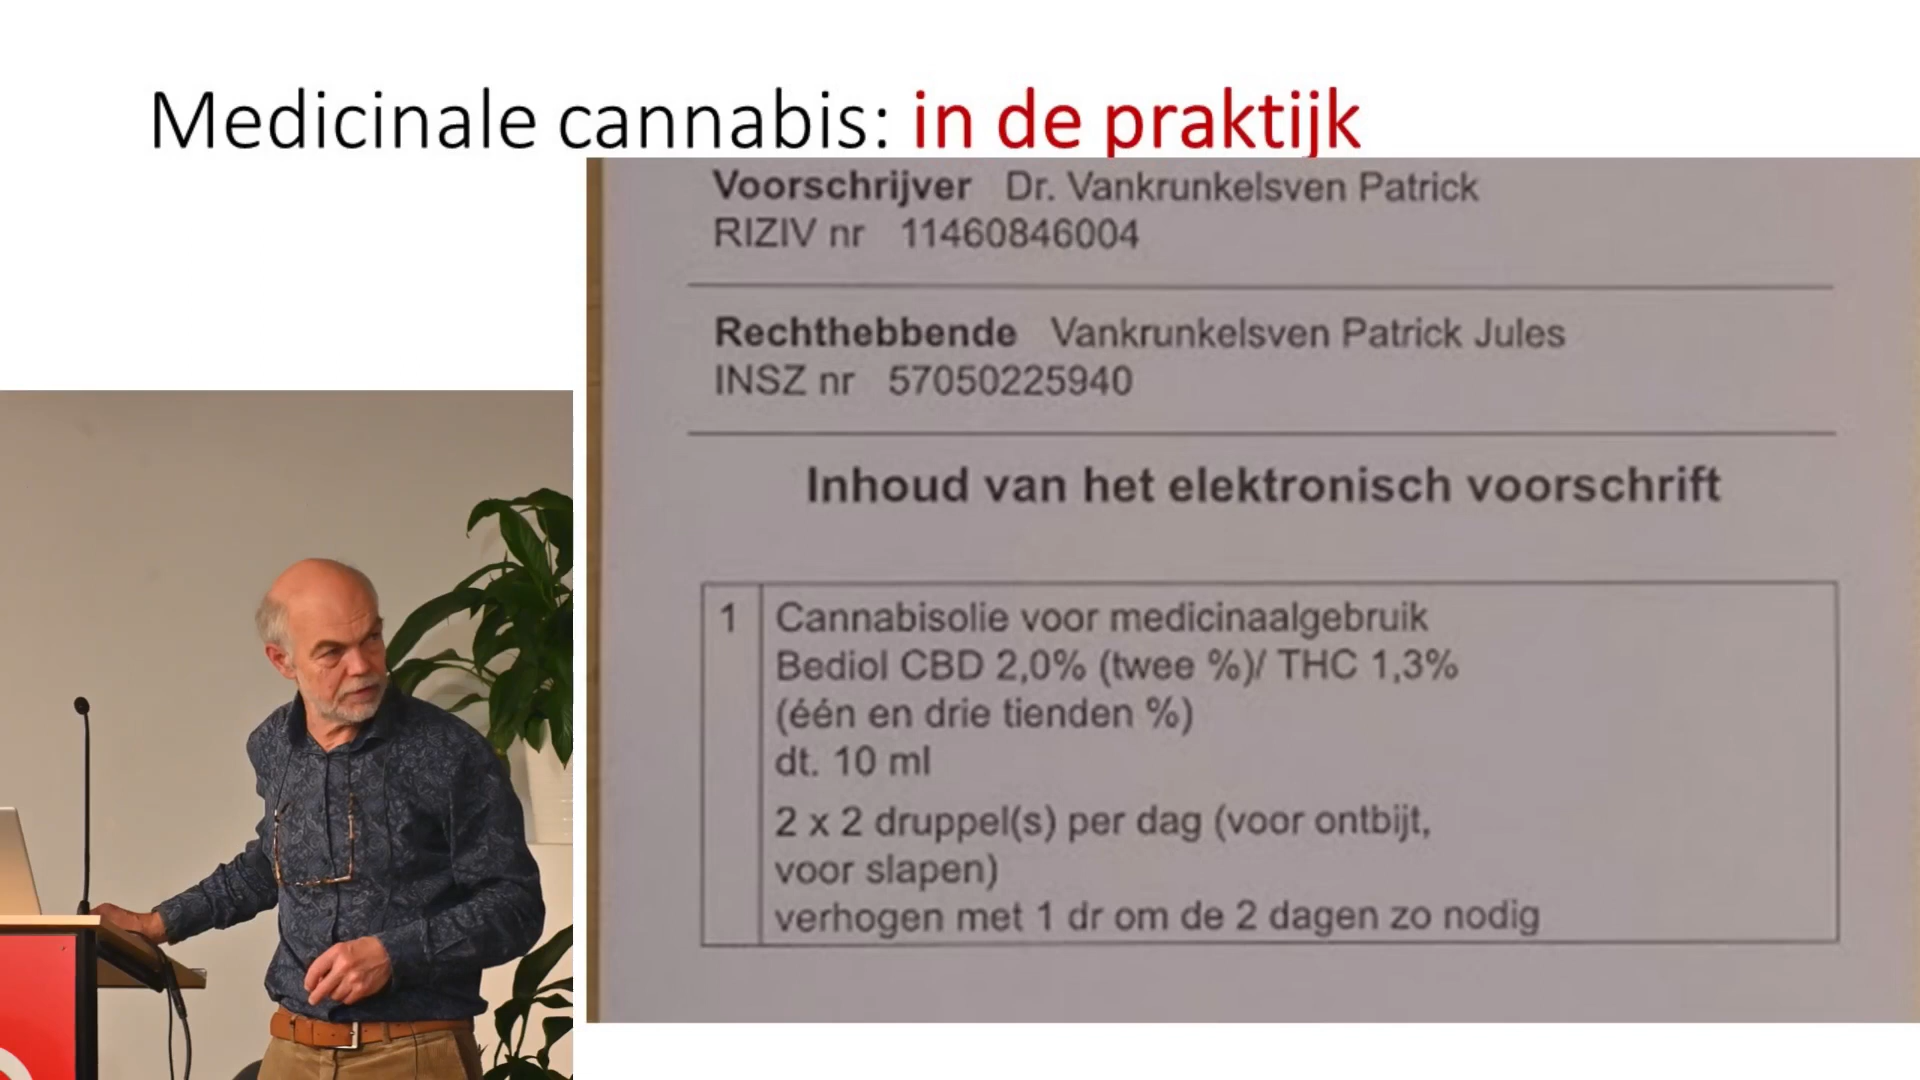 Medicinale cannabis: in de praktijk
Voorschrijver Dr. Vankrunkelsven Patrick
RIZIV nr 11460846004
Rechthebbende Vankrunkelsven Patrick Jules
INSZ nr 57050225940
Inhoud van het elektronisch voorschrift
1 Cannabisolie voor medicinaalgebruik
Bediol CBD 2,0% (twee %)/ THC 1,3%
(één en drie tienden %)
dt. 10 ml
2 x 2 druppel(s) per dag (voor ontbijt,
voor slapen)
verhogen met 1 dr om de 2 dagen zo nodig